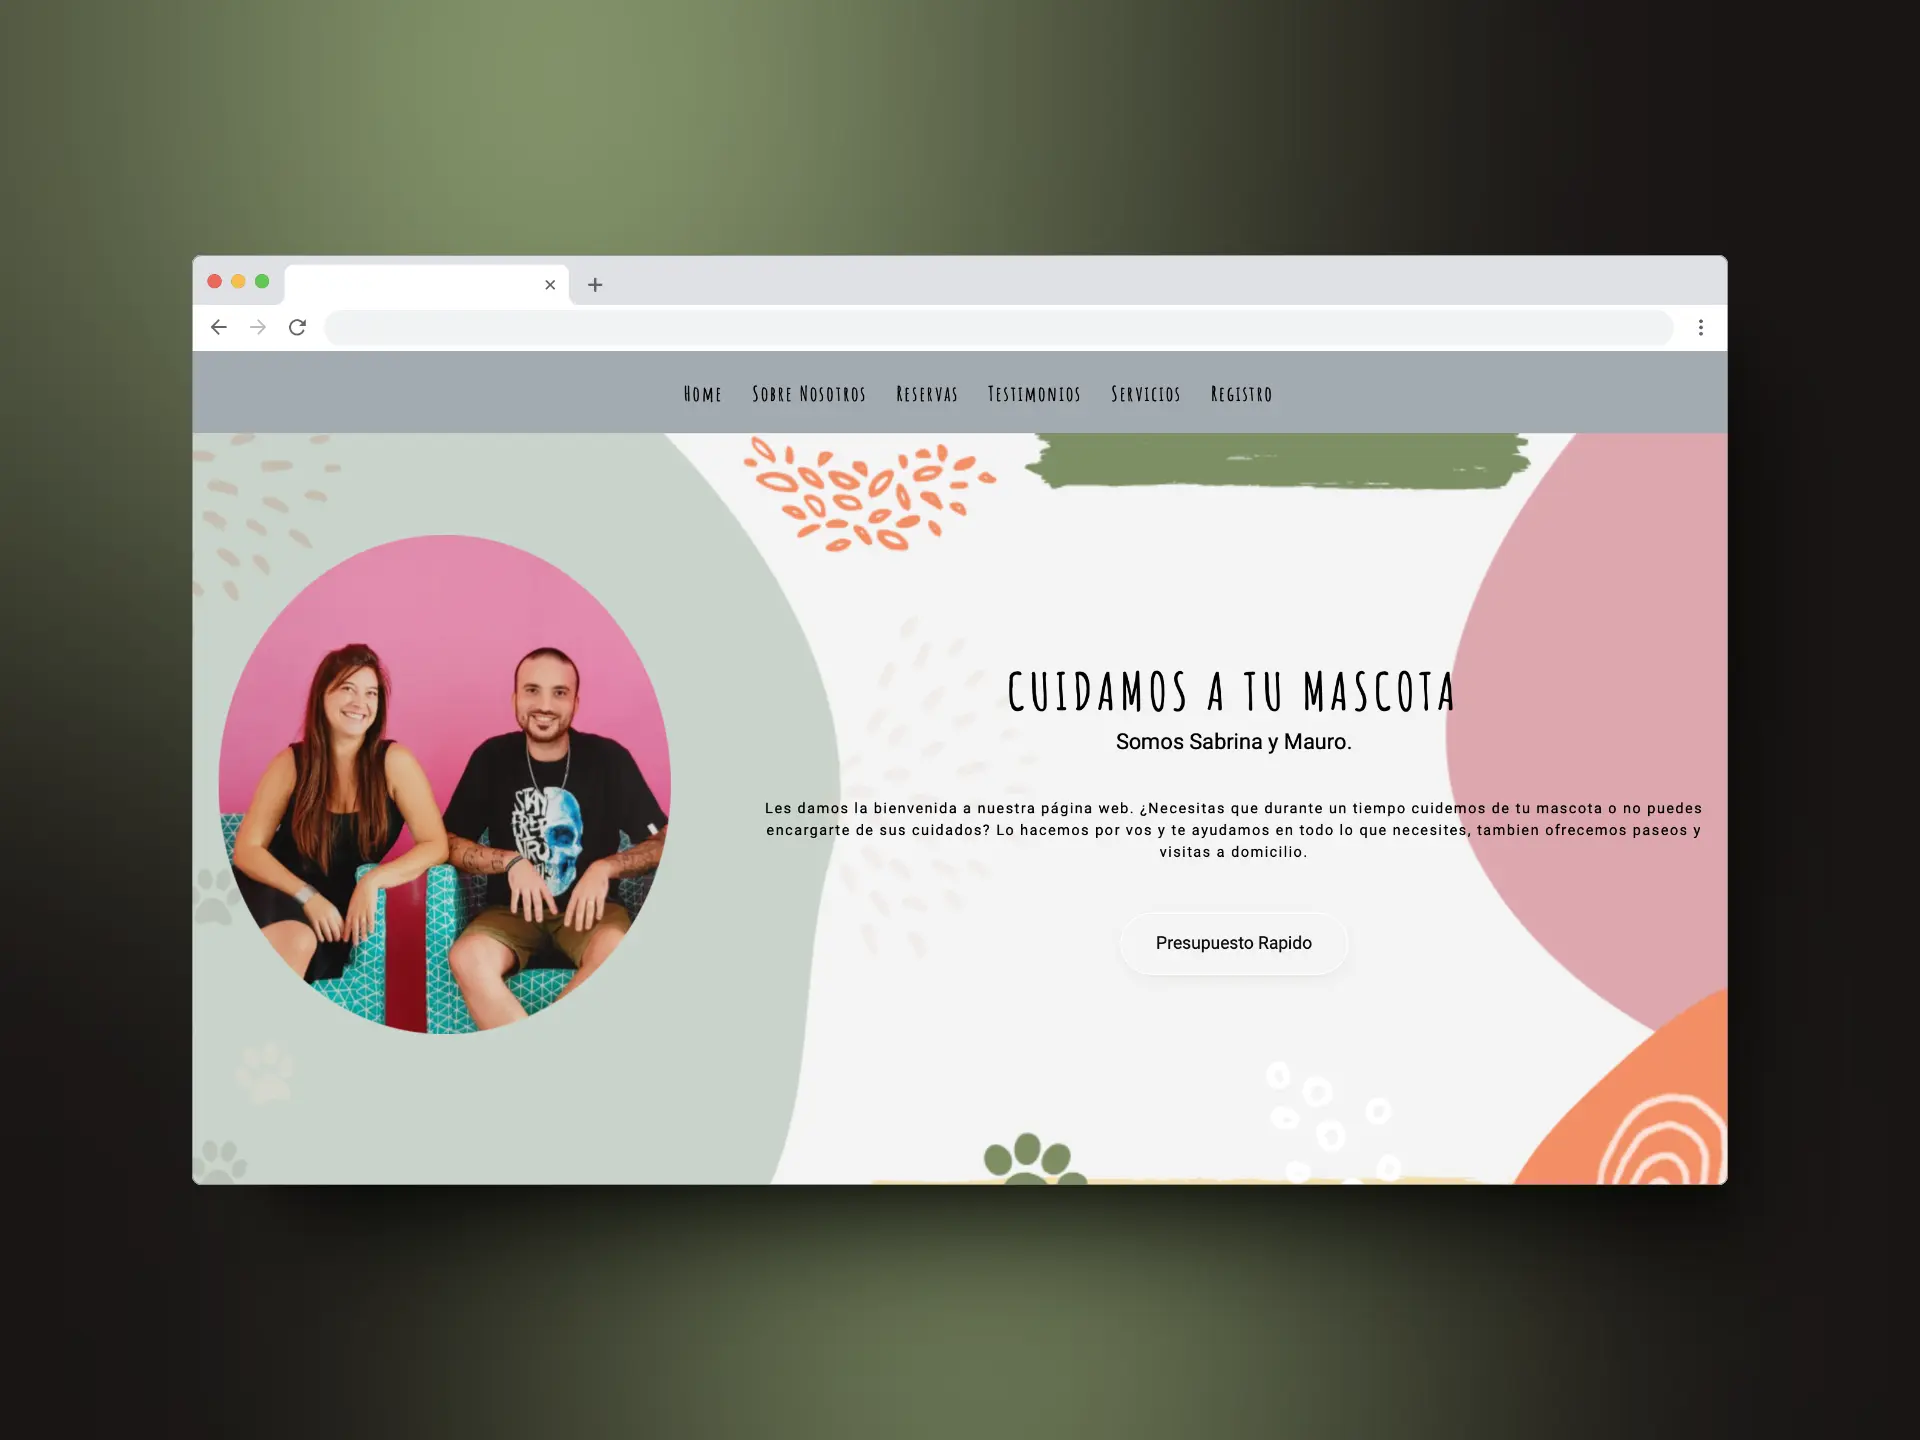 Home Sobre Nosotros Reservas Testimonios Servicios Registro
CUIDAMOS A TU MASCOTA
Somos Sabrina y Mauro.
Les damos la bienvenida a nuestra página web. ¿Necesitas que durante un tiempo cuidemos de tu mascota o no puedes
encargarte de sus cuidados? Lo hacemos por vos y te ayudamos en todo lo que necesites, tambien ofrecemos paseos y
visitas a domicilio.
Presupuesto Rapido
STAY
FREE